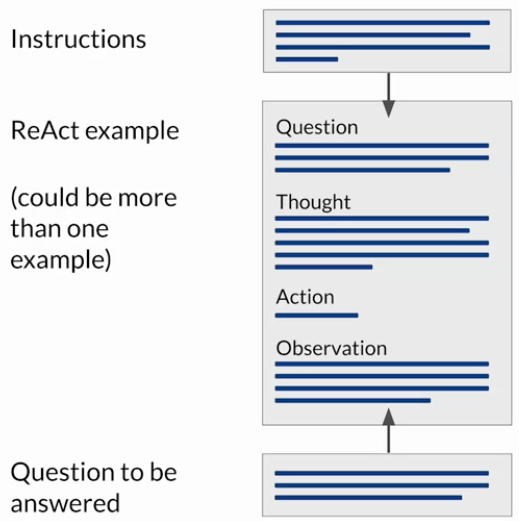 Instructions
ReAct example
(could be more
than one
example)
Question
Thought
Action
Observation
Question to be
answered